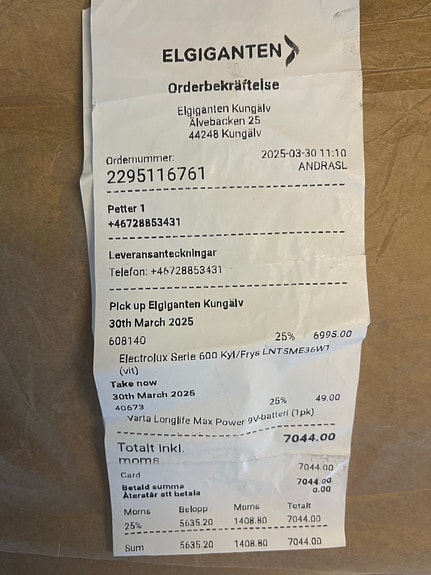 ELGIGANTEN
Orderbekräftelse
Elgiganten Kungälv
Älvebacken 25
44248 Kungälv
Ordernummer: 2025-03-30 11:10
2295116761 ANDRASL
Petter 1
+46728853431
Leveransanteckningar
Telefon: +46728853431
Pick up Elgiganten Kungälv
30th March 2025
608140 25% 6995.00
Electrolux Serie 600 Kyl/Frys LNT5ME36W1
(vit)
Take now
30th March 2025
40673 25% 49.00
Varta Longlife Max Power 9V-batteri (1pk)
Totalt inkl. 7044.00
moms
Card 7044.00
Betald summa 7044.00
Återstår att betala 0.00
Moms Belopp Moms Totalt
25% 5635.20 1408.80 7044.00
Sum 5635.20 1408.80 7044.00